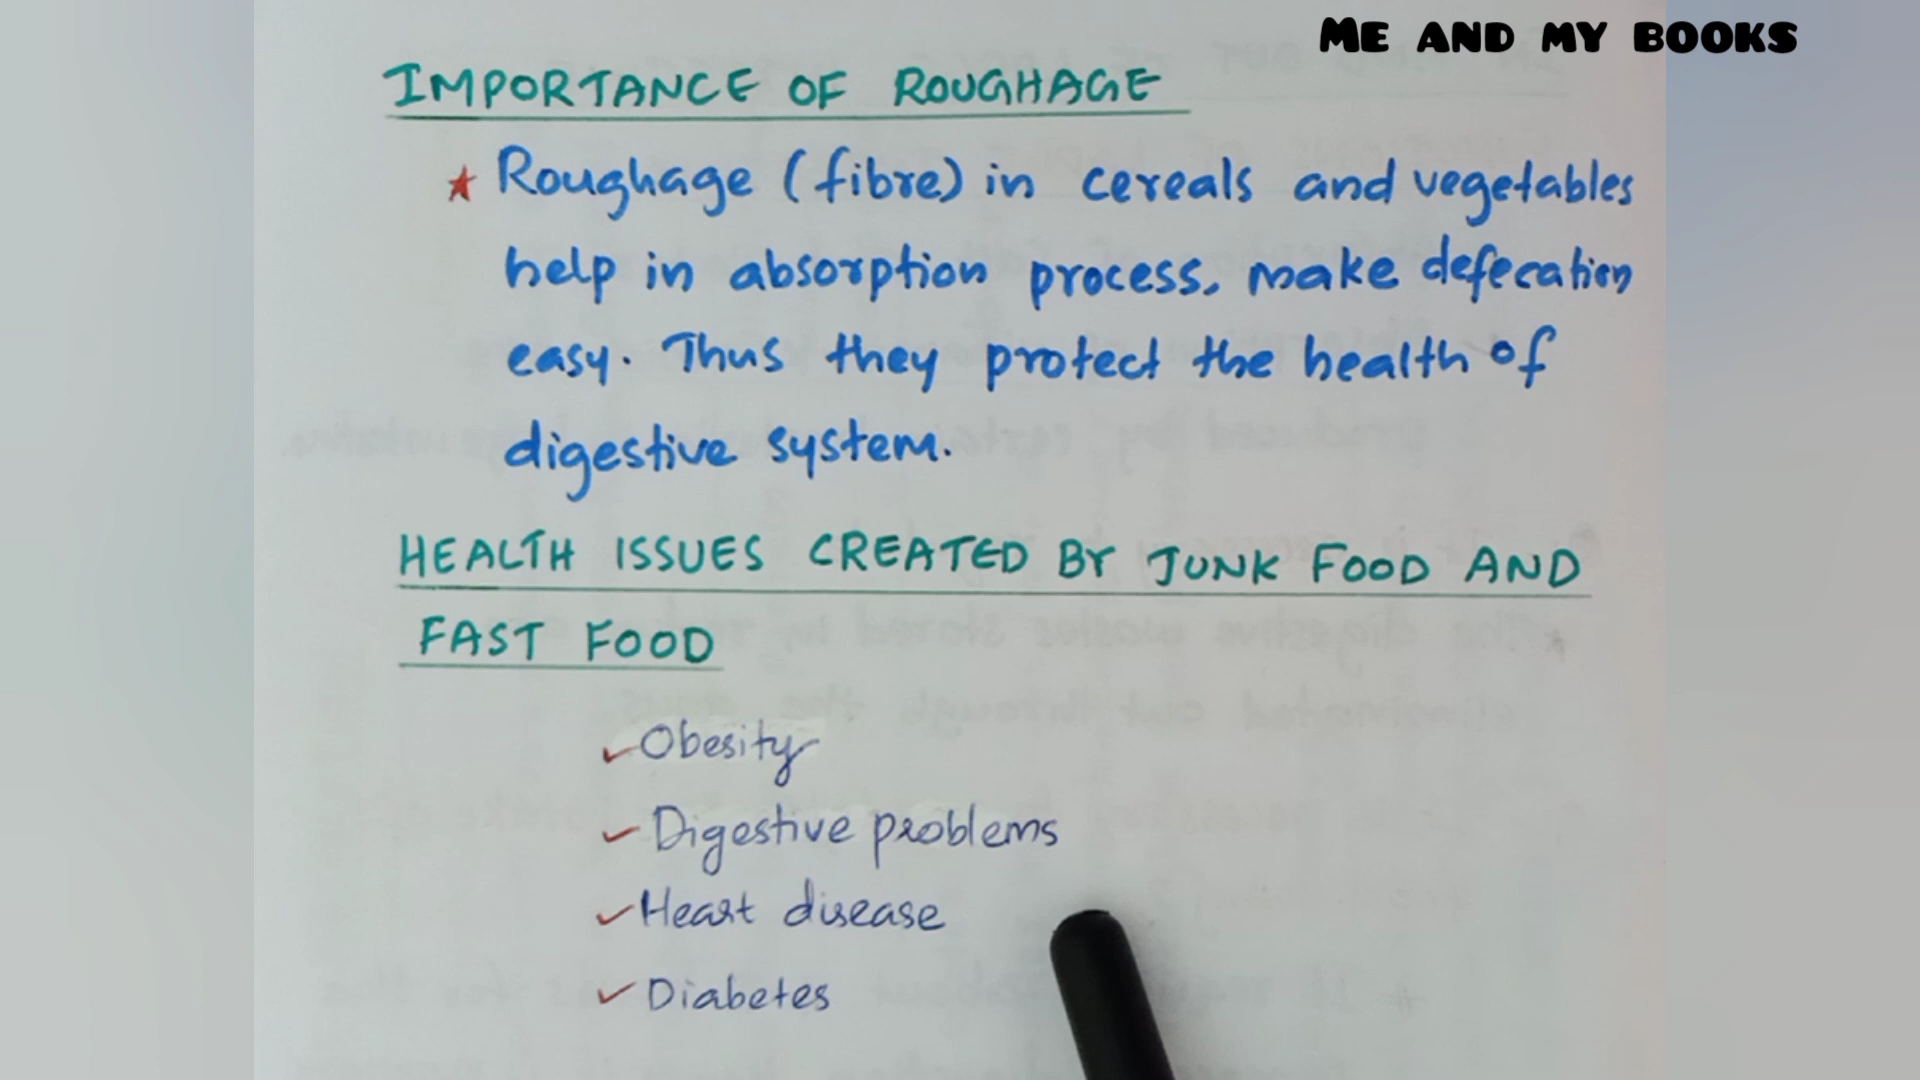 ME AND MY BOOKS
IMPORTANCE OF ROUGHAGE
★ Roughage (fibre) in cereals and vegetables
help in absorption process, make defecation
easy. Thus they protect the health of
digestive system.
HEALTH ISSUES CREATED BY JUNK FOOD AND
FAST FOOD
✓ Obesity
✓ Digestive problems
✓ Heart disease
✓ Diabetes